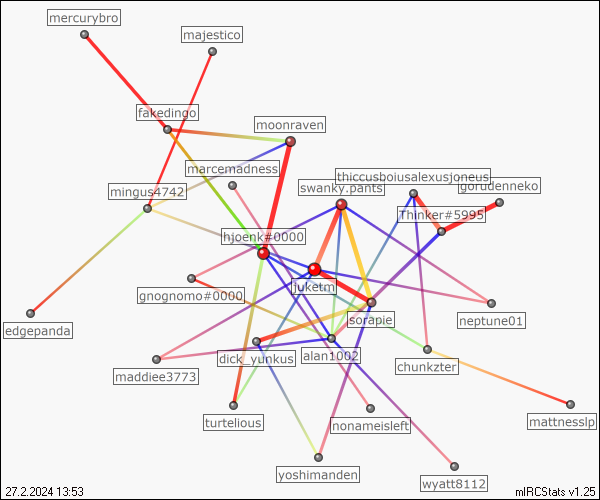 mercurybro
majestico
fakedingo
moonraven
marcemadness
thiccusboiusalexusjoneus
gorudenneko
mingus4742
swanky.pants
Thinker#5995
hjoenk#0000
juketm
gnognomo#0000
sorapie
neptune01
edgepanda
dick_yunkus
alan1002
chunkzter
maddiee3773
turtelious
nonameisleft
mattnesslp
yoshimanden
wyatt8112
27.2.2024 13:53
mIRCStats v1.25